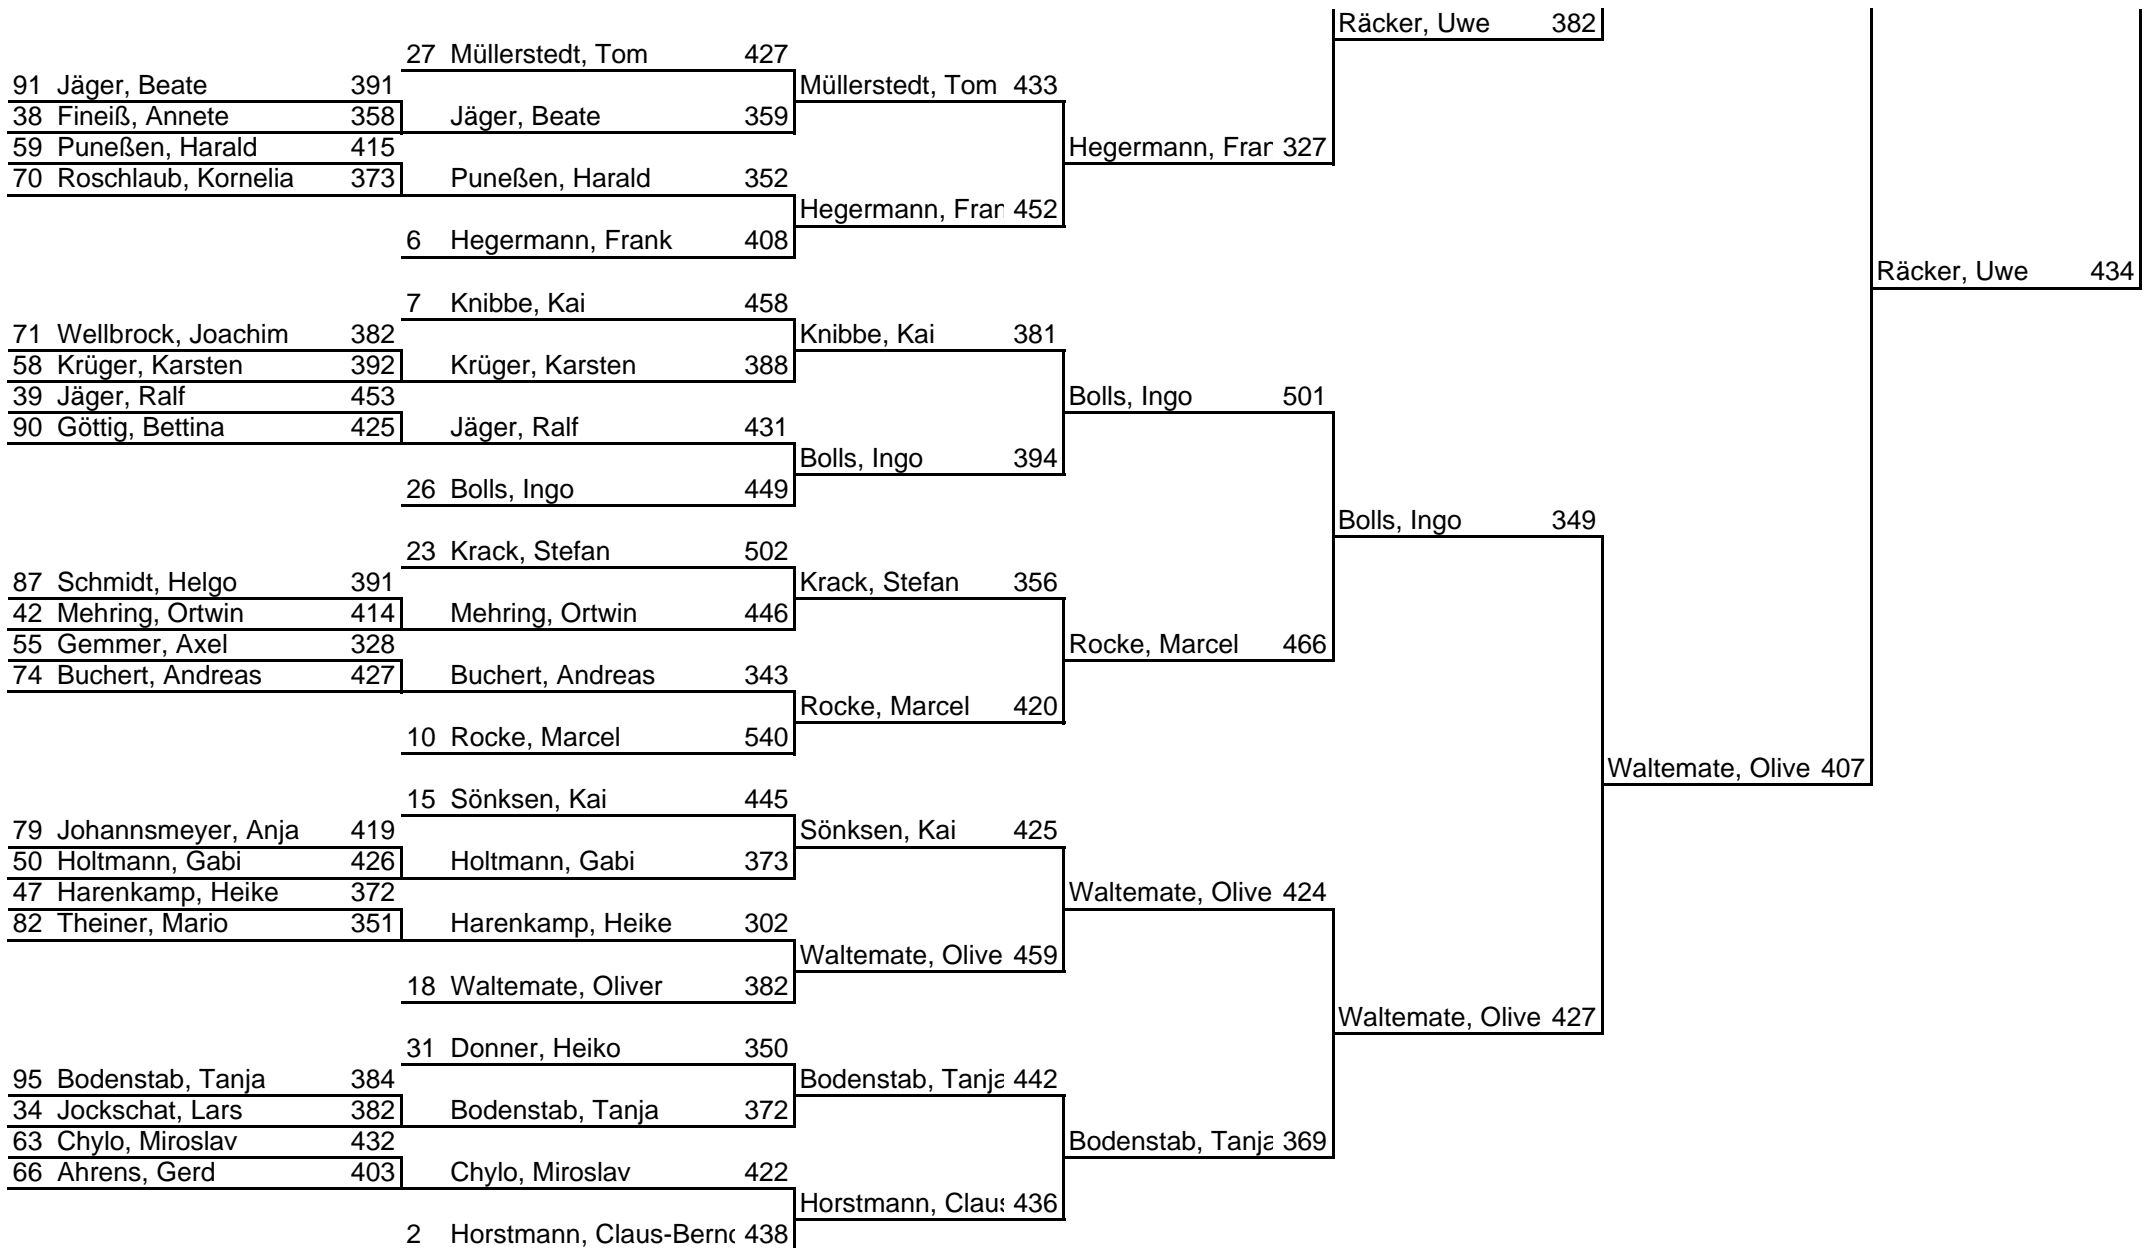 Räcker, Uwe 382
27 Müllerstedt, Tom 427
91 Jäger, Beate 391 Müllerstedt, Tom 433
38 Fineiß, Annete 358 Jäger, Beate 359
59 Puneßen, Harald 415 Hegermann, Fran 327
70 Roschlaub, Kornelia 373 Puneßen, Harald 352
Hegermann, Fran 452
6 Hegermann, Frank 408
Räcker, Uwe 434
7 Knibbe, Kai 458
71 Wellbrock, Joachim 382 Knibbe, Kai 381
58 Krüger, Karsten 392 Krüger, Karsten 388
39 Jäger, Ralf 453 Bolls, Ingo 501
90 Göttig, Bettina 425 Jäger, Ralf 431
Bolls, Ingo 394
26 Bolls, Ingo 449
Bolls, Ingo 349
23 Krack, Stefan 502
87 Schmidt, Helgo 391 Krack, Stefan 356
42 Mehring, Ortwin 414 Mehring, Ortwin 446
55 Gemmer, Axel 328 Rocke, Marcel 466
74 Buchert, Andreas 427 Buchert, Andreas 343
Rocke, Marcel 420
10 Rocke, Marcel 540
Waltemate, Olive 407
15 Sönksen, Kai 445
79 Johannsmeyer, Anja 419 Sönksen, Kai 425
50 Holtmann, Gabi 426 Holtmann, Gabi 373
47 Harenkamp, Heike 372 Waltemate, Olive 424
82 Theiner, Mario 351 Harenkamp, Heike 302
Waltemate, Olive 459
18 Waltemate, Oliver 382
Waltemate, Olive 427
31 Donner, Heiko 350
95 Bodenstab, Tanja 384 Bodenstab, Tanja 442
34 Jockschat, Lars 382 Bodenstab, Tanja 372
63 Chylo, Miroslav 432 Bodenstab, Tanja 369
66 Ahrens, Gerd 403 Chylo, Miroslav 422
Horstmann, Claus 436
2 Horstmann, Claus-Bernd 438